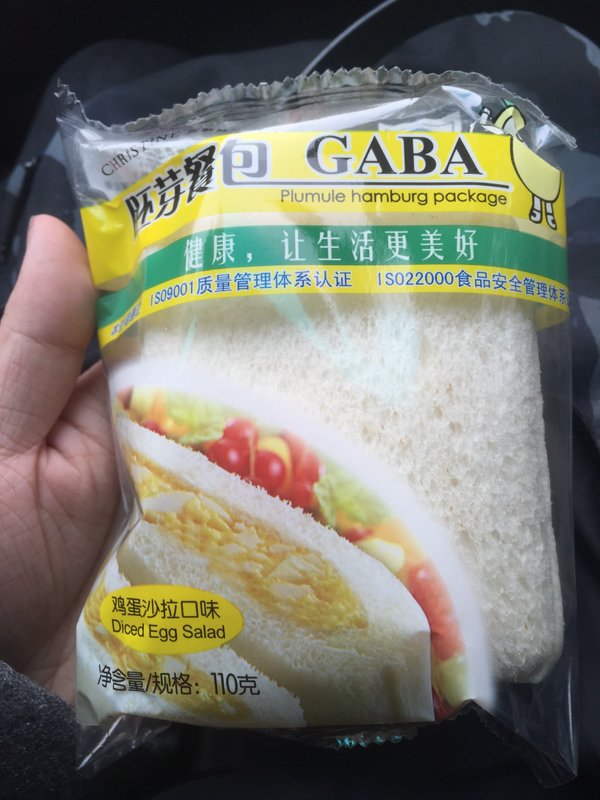 CHRISTINE
胚芽餐包 GABA
Plumule hamburg package
健康，让生活更美好
ISO9001质量管理体系认证 ISO22000食品安全管理体系
鸡蛋沙拉口味
Diced Egg Salad
净含量/规格：110克